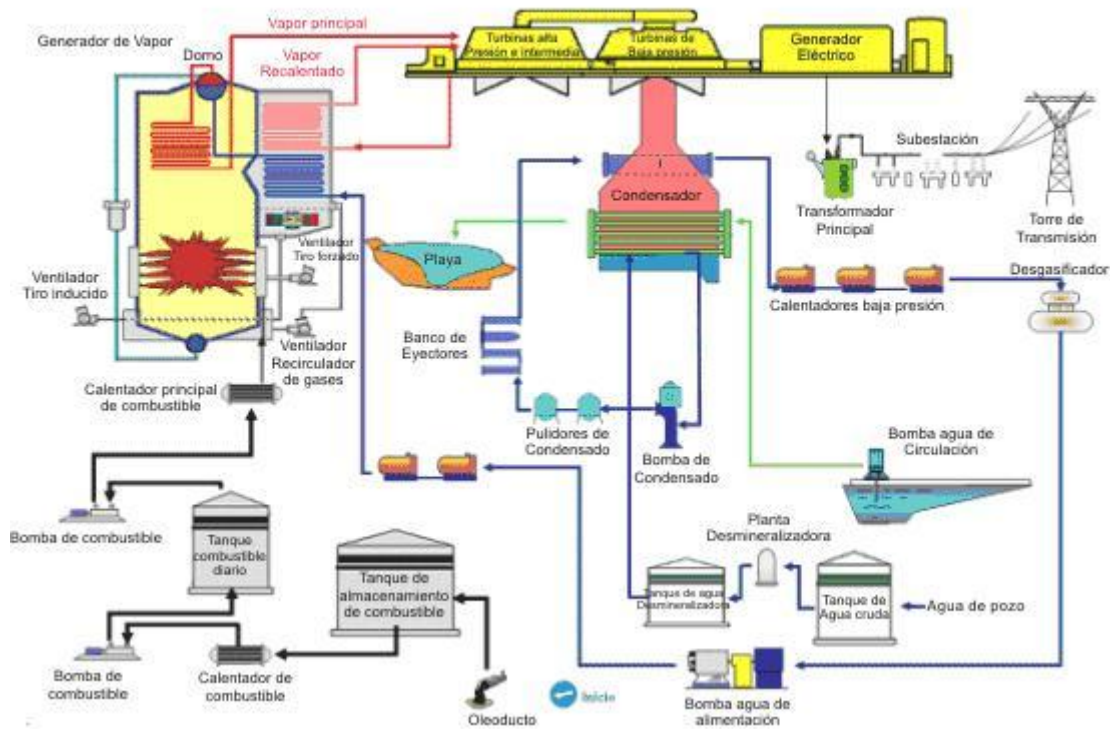 Vapor principal
Generador de Vapor
Domo
Vapor
Recalentado
Turbinas alta
Presión e intermedia
Turbinas de
Baja presión
Generador
Eléctrico
Subestación
Transformador
Principal
Torre de
Transmisión
Condensador
Playa
Ventilador
Tiro forzado
Ventilador
Tiro inducido
Ventilador
Recirculador
de gases
Banco de
Eyectores
Calentadores baja presión
Desgasificador
Calentador principal
de combustible
Pulidores de
Condensado
Bomba de
Condensado
Bomba agua de
Circulación
Bomba de combustible
Tanque
combustible
diario
Tanque de
almacenamiento
de combustible
Planta
Desmineralizadora
Tanque de agua
Desmineralizadora
Tanque de
Agua cruda
Agua de pozo
Bomba de
combustible
Calentador de
combustible
Oleoducto
Inicio
Bomba agua de
alimentación